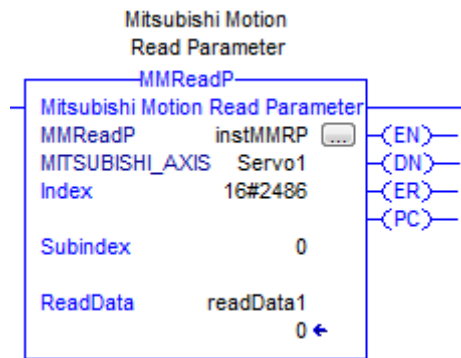 Mitsubishi Motion
Read Parameter
MMReadP
Mitsubishi Motion Read Parameter
MMReadP instMMRP ... (EN)
MITSUBISHI_AXIS Servo1 (DN)
Index 16#2486 (ER)
(PC)
Subindex 0
ReadData readData1
0